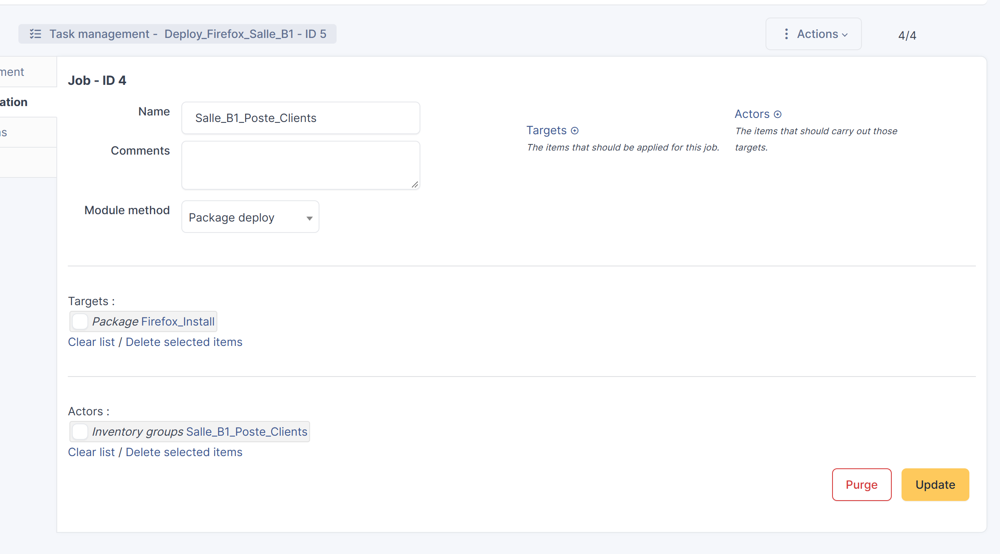 Task management - Deploy_Firefox_Salle_B1 - ID 5
Actions
4/4
ment
ation
s
Job - ID 4
Name
Salle_B1_Poste_Clients
Comments
Module method
Package deploy
Targets
The items that should be applied for this job.
Actors
The items that should carry out those
targets.
Targets :
Package Firefox_Install
Clear list / Delete selected items
Actors :
Inventory groups Salle_B1_Poste_Clients
Clear list / Delete selected items
Purge
Update